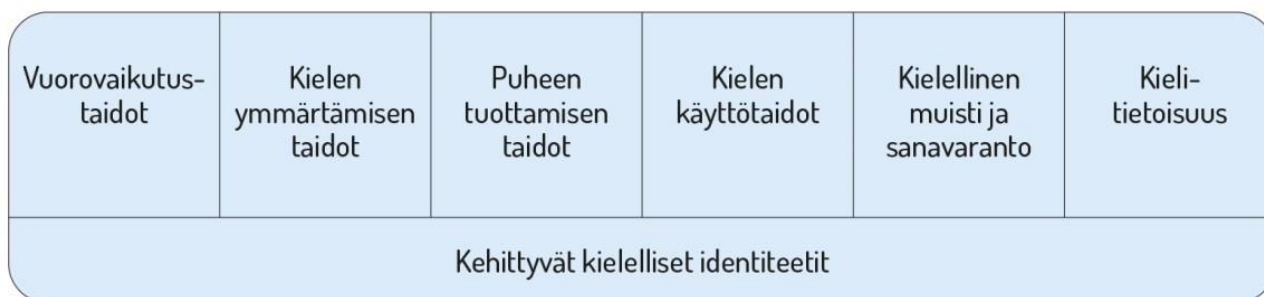 Vuorovaikutus-
taidot
Kielen
ymmärtämisen
taidot
Puheen
tuottamisen
taidot
Kielen
käyttötaidot
Kielellinen
muisti ja
sanavaranto
Kieli-
tietoisuus
Kehittyvät kielelliset identiteetit